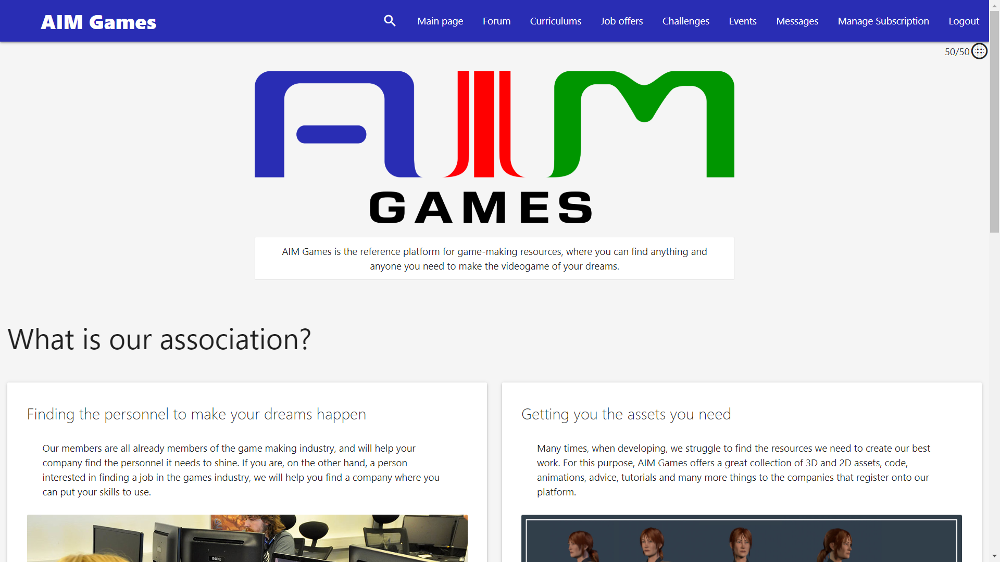 AIM Games
Main page Forum Curriculums Job offers Challenges Events Messages Manage Subscription Logout
50/50
AIM
GAMES
AIM Games is the reference platform for game-making resources, where you can find anything and
anyone you need to make the videogame of your dreams.
What is our association?
Finding the personnel to make your dreams happen
Our members are all already members of the game making industry, and will help your
company find the personnel it needs to shine. If you are, on the other hand, a person
interested in finding a job in the games industry, we will help you find a company where you
can put your skills to use.
BenQ
Getting you the assets you need
Many times, when developing, we struggle to find the resources we need to create our best
work. For this purpose, AIM Games offers a great collection of 3D and 2D assets, code,
animations, advice, tutorials and many more things to the companies that register onto our
platform.